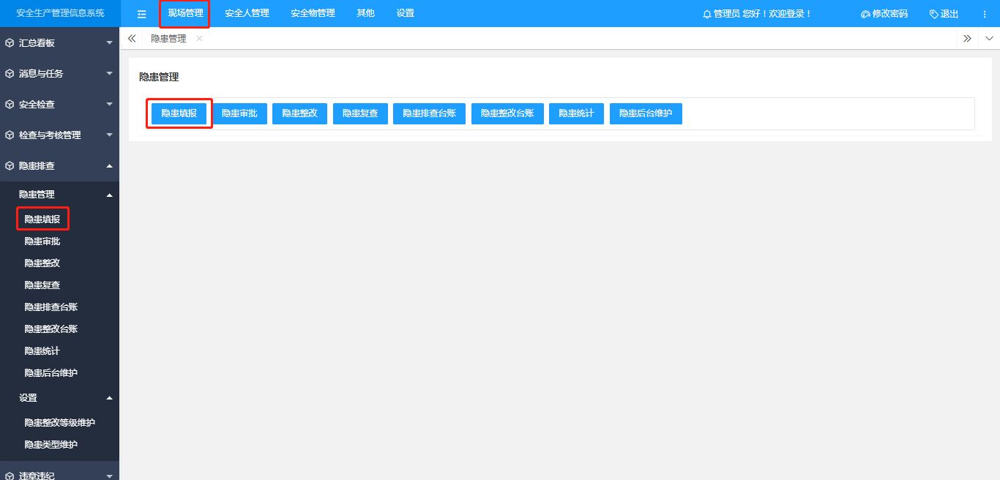 安全生产管理信息系统 现场管理 安全人管理 安全物管理 其他 设置 管理员 您好！欢迎登录！ 修改密码 退出
隐患管理
汇总看板
消息与任务
安全检查
检查与考核管理
隐患排查
隐患管理
隐患填报
隐患审批
隐患整改
隐患复查
隐患排查台账
隐患整改台账
隐患统计
隐患后台维护
设置
隐患整改等级维护
隐患类型维护
违章违纪
隐患管理
隐患填报 隐患审批 隐患整改 隐患复查 隐患排查台账 隐患整改台账 隐患统计 隐患后台维护